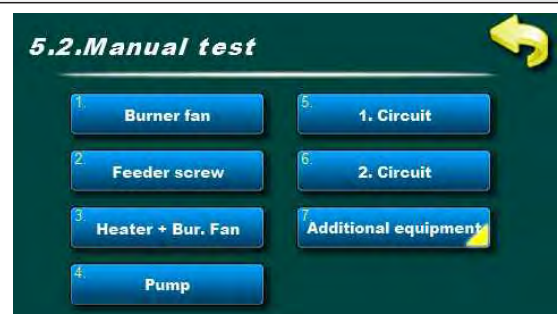 5.2.Manual test
1. Burner fan
2. Feeder screw
3. Heater + Bur. Fan
4. Pump
5. 1. Circuit
6. 2. Circuit
7. Additional equipment